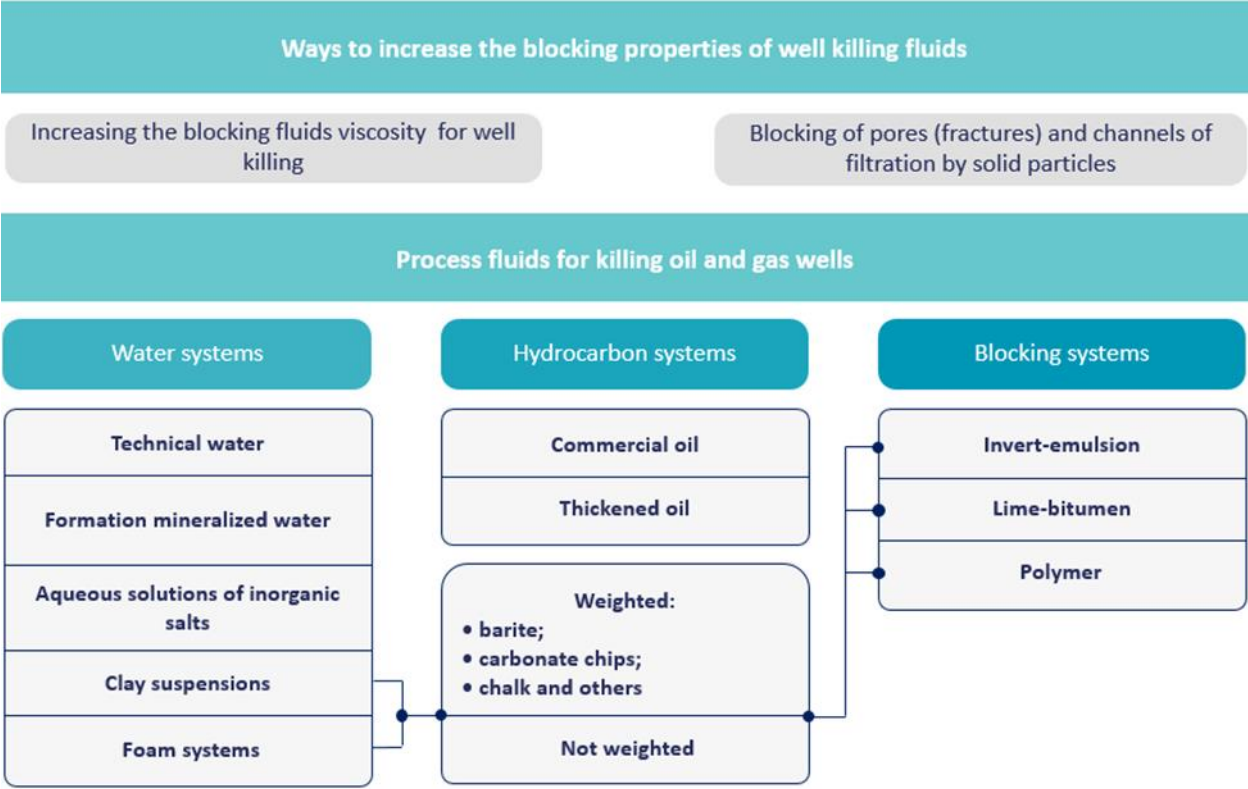 Ways to increase the blocking properties of well killing fluids
Increasing the blocking fluids viscosity for well
killing
Blocking of pores (fractures) and channels of
filtration by solid particles
Process fluids for killing oil and gas wells
Water systems
Technical water
Formation mineralized water
Aqueous solutions of inorganic
salts
Clay suspensions
Foam systems
Hydrocarbon systems
Commercial oil
Thickened oil
Weighted:
• barite;
• carbonate chips;
• chalk and others
Not weighted
Blocking systems
Invert-emulsion
Lime-bitumen
Polymer